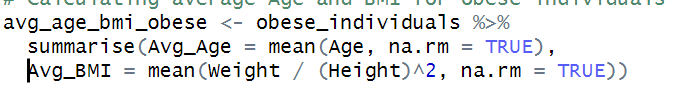 # Calculating average Age and BMI for obese individuals
avg_age_bmi_obese <- obese_individuals %>%
summarise(Avg_Age = mean(Age, na.rm = TRUE),
Avg_BMI = mean(Weight / (Height)^2, na.rm = TRUE))